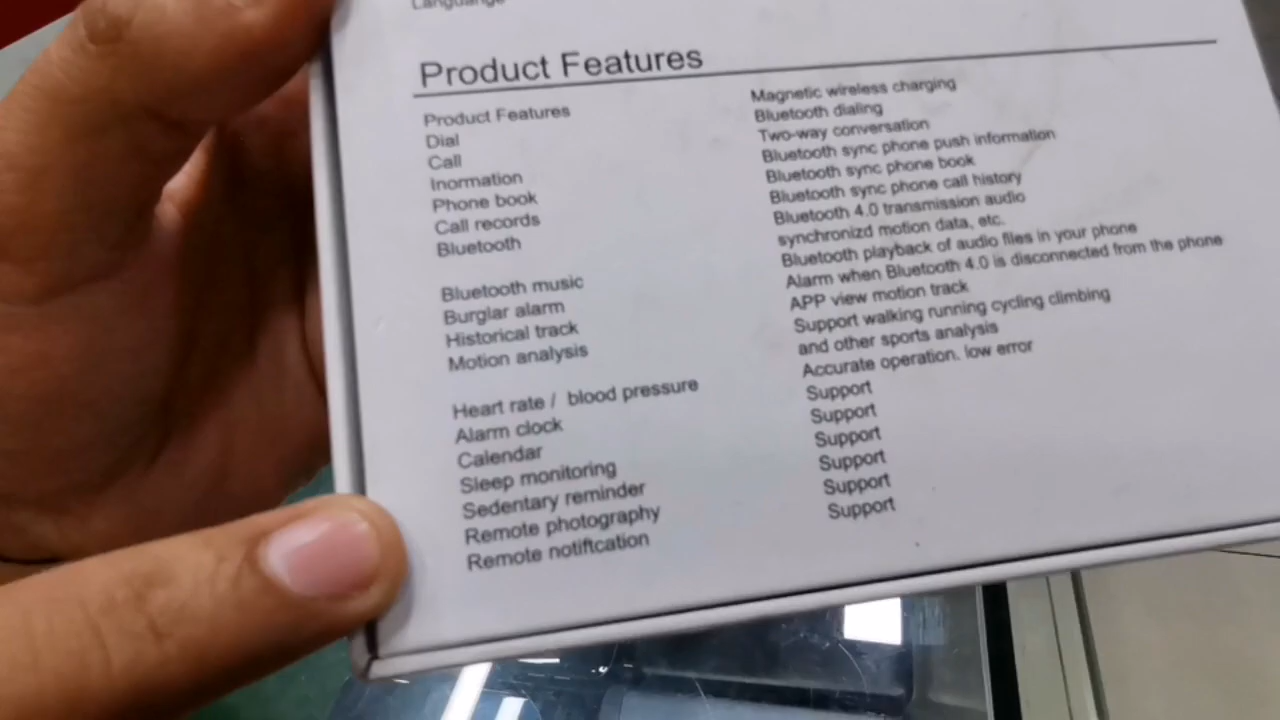 Languange
Product Features
Product Features
Dial
Call
Inormation
Phone book
Call records
Bluetooth
Bluetooth music
Burglar alarm
Historical track
Motion analysis
Heart rate / blood pressure
Alarm clock
Calendar
Sleep monitoring
Sedentary reminder
Remote photography
Remote notiftcation
Magnetic wireless charging
Bluetooth dialing
Two-way conversation
Bluetooth sync phone push information
Bluetooth sync phone book
Bluetooth sync phone call history
Bluetooth 4.0 transmission audio
synchronizd motion data, etc.
Bluetooth playback of audio files in your phone
Alarm when Bluetooth 4.0 is disconnected from the phone
APP view motion track
Support walking running cycling climbing
and other sports analysis
Accurate operation. low error
Support
Support
Support
Support
Support
Support